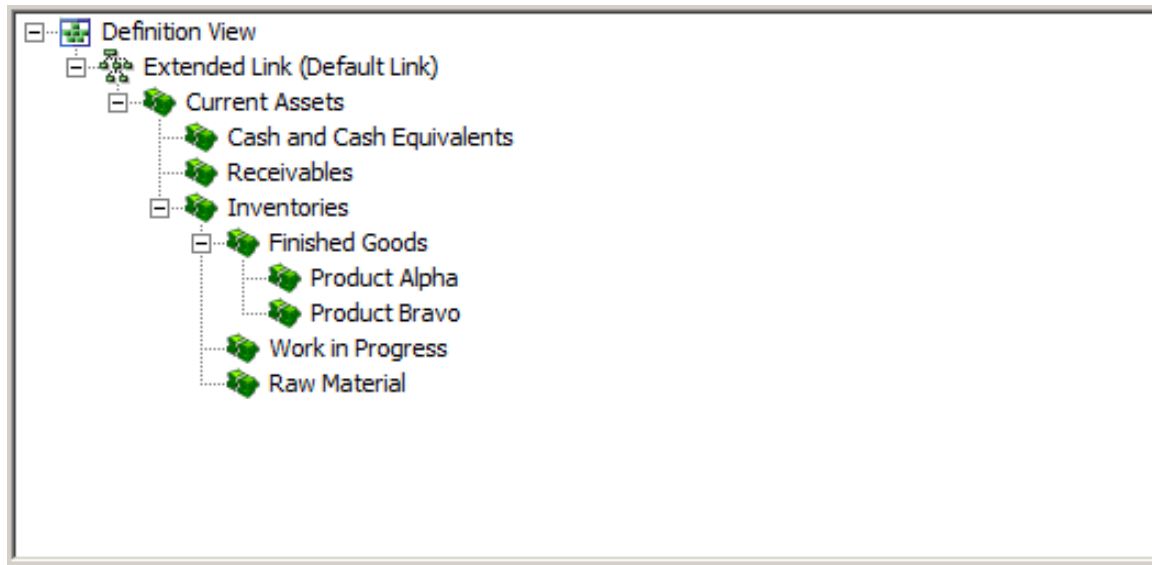 Definition View
Extended Link (Default Link)
Current Assets
Cash and Cash Equivalents
Receivables
Inventories
Finished Goods
Product Alpha
Product Bravo
Work in Progress
Raw Material